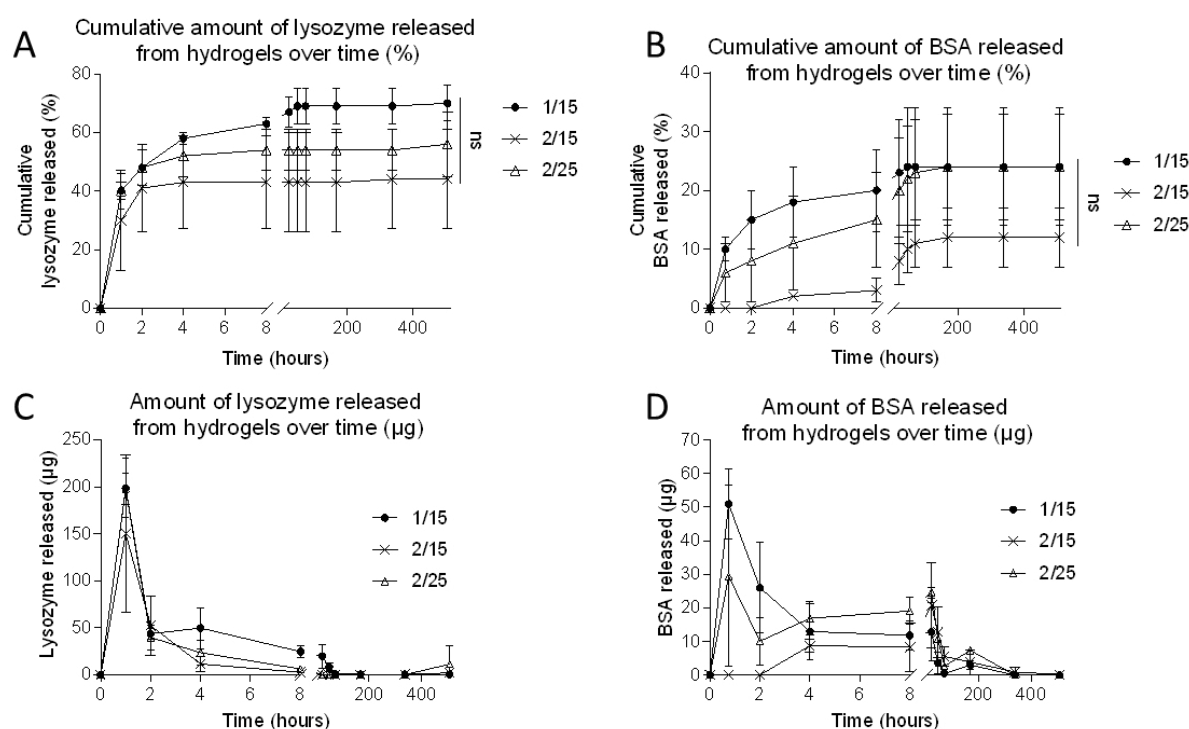 A
Cumulative amount of lysozyme released
from hydrogels over time (%)
Cumulative
lysozyme released (%)
80
60
40
20
0
0
2
4
6
8
200
400
Time (hours)
1/15
2/15
2/25
ns
B
Cumulative amount of BSA released
from hydrogels over time (%)
Cumulative
BSA released (%)
40
30
20
10
0
0
2
4
6
8
200
400
Time (hours)
1/15
2/15
2/25
ns
C
Amount of lysozyme released
from hydrogels over time (µg)
Lysozyme released (µg)
250
200
150
100
50
0
0
2
4
6
8
200
400
Time (hours)
1/15
2/15
2/25
D
Amount of BSA released
from hydrogels over time (µg)
BSA released (µg)
70
60
50
40
30
20
10
0
0
2
4
6
8
200
400
Time (hours)
1/15
2/15
2/25